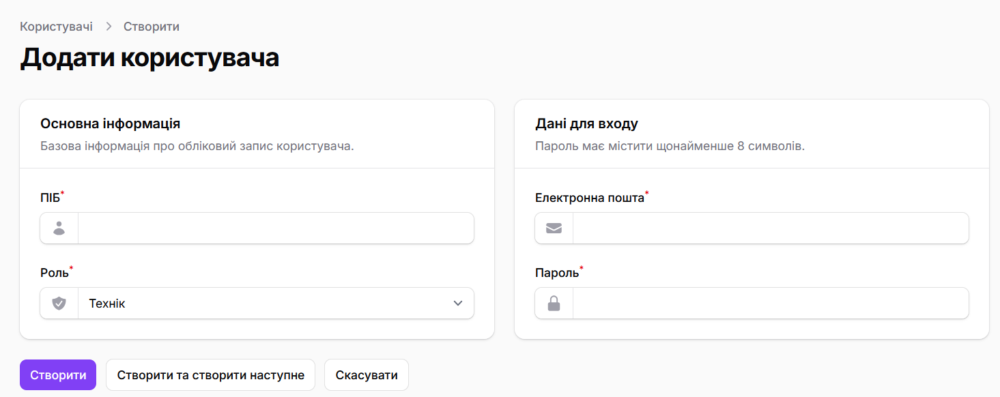 Користувачі > Створити
Додати користувача
Основна інформація
Базова інформація про обліковий запис користувача.
ПІБ*
Роль*
Технік
Дані для входу
Пароль має містити щонайменше 8 символів.
Електронна пошта*
Пароль*
Створити
Створити та створити наступне
Скасувати